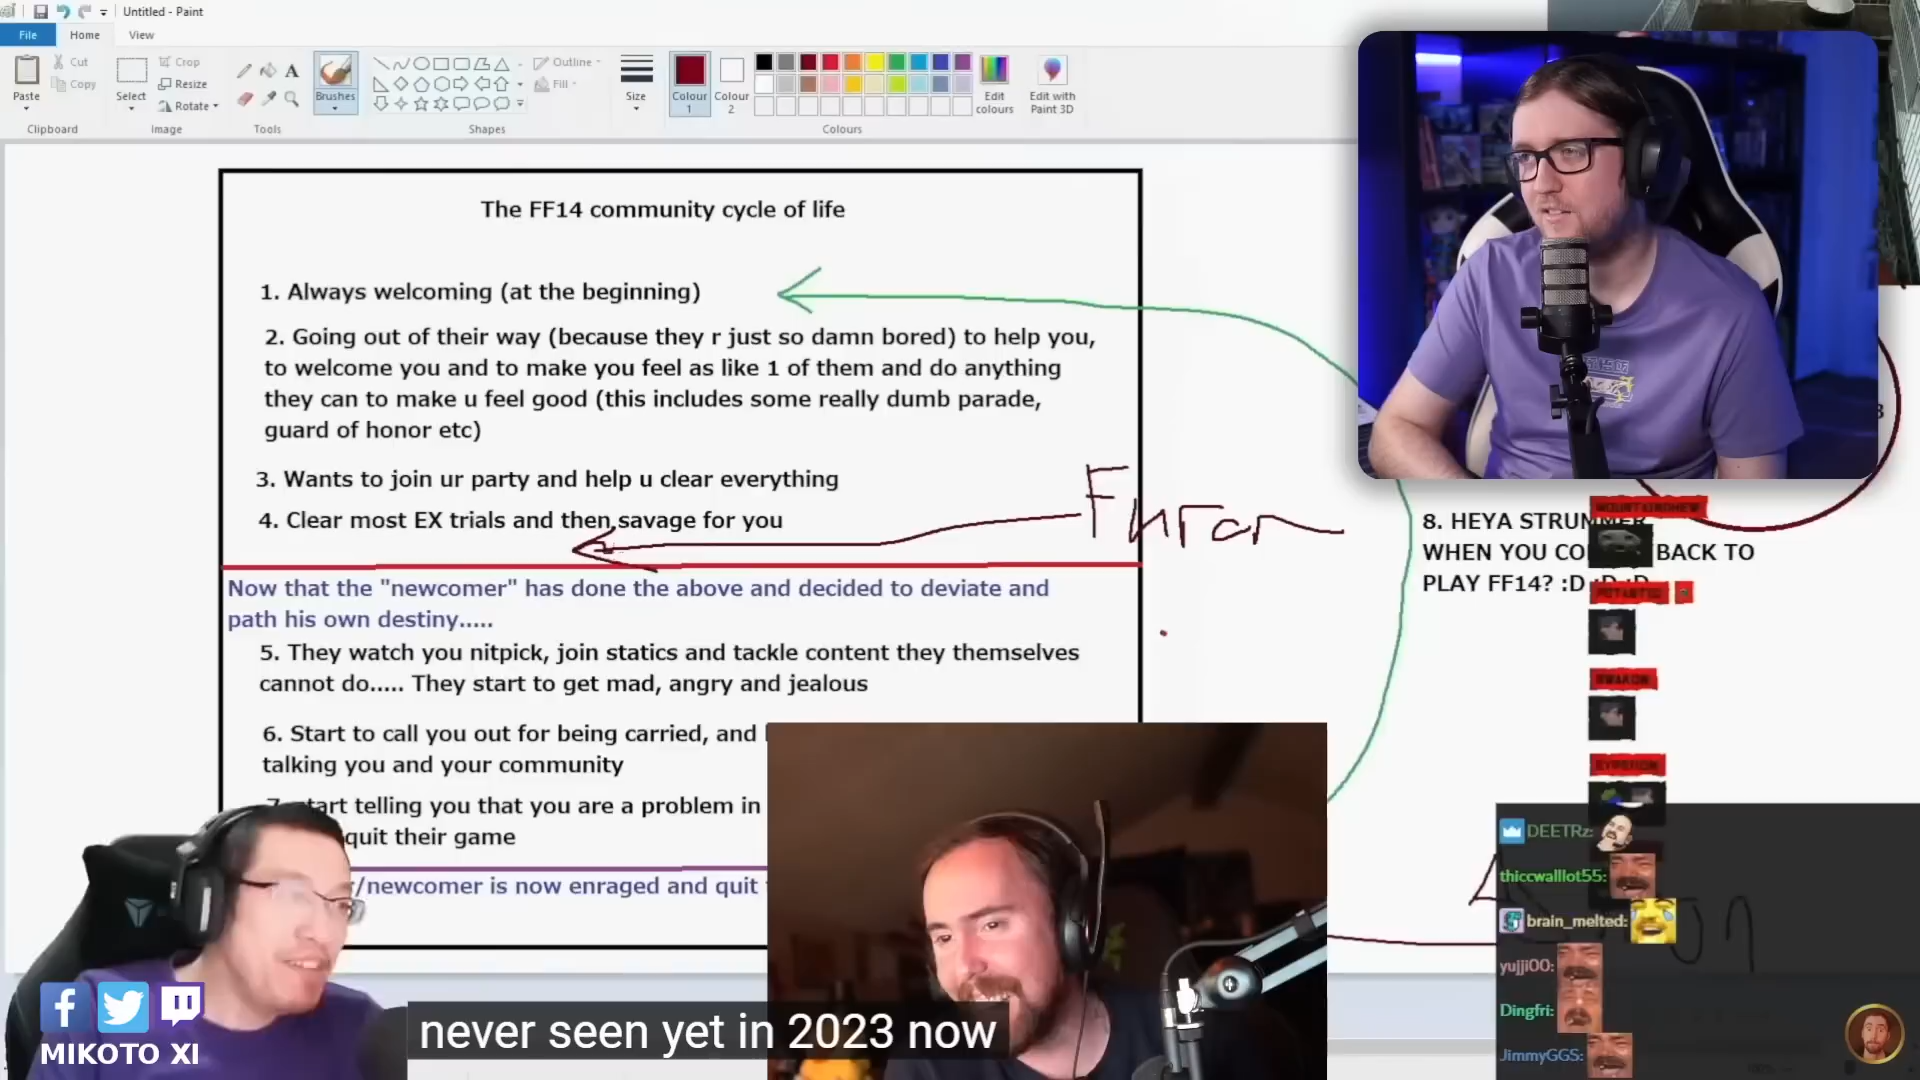 Untitled - Paint
File
Home
View
Paste
Cut
Copy
Clipboard
Select
Crop
Resize
Rotate
Image
Tools
Brushes
Shapes
Outline
Fill
Size
Colour
1
Colour
2
Colours
Edit
colours
Edit with
Paint 3D
The FF14 community cycle of life
1. Always welcoming (at the beginning)
2. Going out of their way (because they r just so damn bored) to help you,
to welcome you and to make you feel as like 1 of them and do anything
they can to make u feel good (this includes some really dumb parade,
guard of honor etc)
3. Wants to join ur party and help u clear everything
4. Clear most EX trials and then savage for you
Now that the "newcomer" has done the above and decided to deviate and
path his own destiny.....
5. They watch you nitpick, join statics and tackle content they themselves
cannot do..... They start to get mad, angry and jealous
6. Start to call you out for being carried, and
talking you and your community
start telling you that you are a problem in
quit their game
/newcomer is now enraged and quit
8. HEYA STRUMMER
WHEN YOU BACK TO
PLAY FF14? :D :D :D
DEETRz:
thiccwalllot55:
brain_melted:
yujji00:
Dingfri:
JimmyGGS:
MIKOTO XI
never seen yet in 2023 now